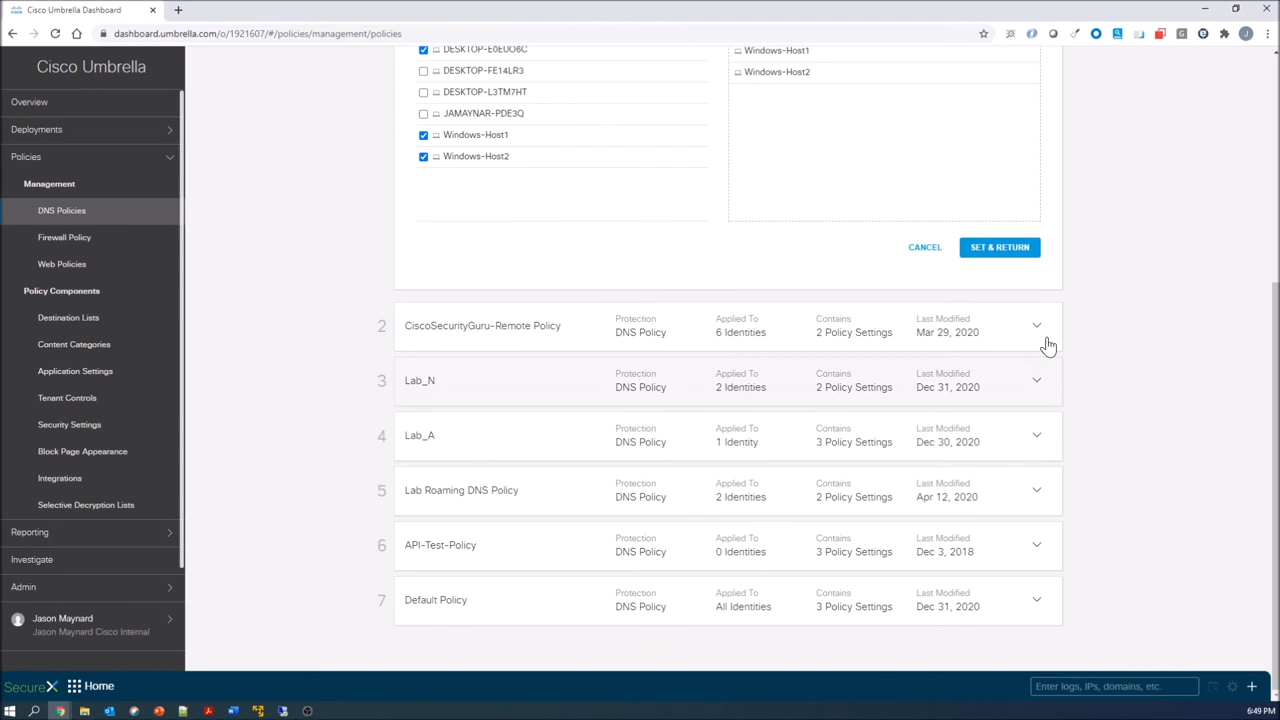 Cisco Umbrella Dashboard
dashboard.umbrella.com/o/1921607/#/policies/management/policies
Cisco Umbrella
Overview
Deployments
Policies
Management
DNS Policies
Firewall Policy
Web Policies
Policy Components
Destination Lists
Content Categories
Application Settings
Tenant Controls
Security Settings
Block Page Appearance
Integrations
Selective Decryption Lists
Reporting
Investigate
Admin
Jason Maynard
Jason Maynard Cisco Internal
DESKTOP-E0EUO6C
DESKTOP-FE14LR3
DESKTOP-L3TM7HT
JAMAYNAR-PDE3Q
Windows-Host1
Windows-Host2
Windows-Host1
Windows-Host2
CANCEL SET & RETURN
2 CiscoSecurityGuru-Remote Policy Protection Applied To Contains Last Modified
DNS Policy 6 Identities 2 Policy Settings Mar 29, 2020
3 Lab_N Protection Applied To Contains Last Modified
DNS Policy 2 Identities 2 Policy Settings Dec 31, 2020
4 Lab_A Protection Applied To Contains Last Modified
DNS Policy 1 Identity 3 Policy Settings Dec 30, 2020
5 Lab Roaming DNS Policy Protection Applied To Contains Last Modified
DNS Policy 2 Identities 2 Policy Settings Apr 12, 2020
6 API-Test-Policy Protection Applied To Contains Last Modified
DNS Policy 0 Identities 3 Policy Settings Dec 3, 2018
7 Default Policy Protection Applied To Contains Last Modified
DNS Policy All Identities 3 Policy Settings Dec 31, 2020
SecureX Home Enter logs, IPs, domains, etc.
6:49 PM